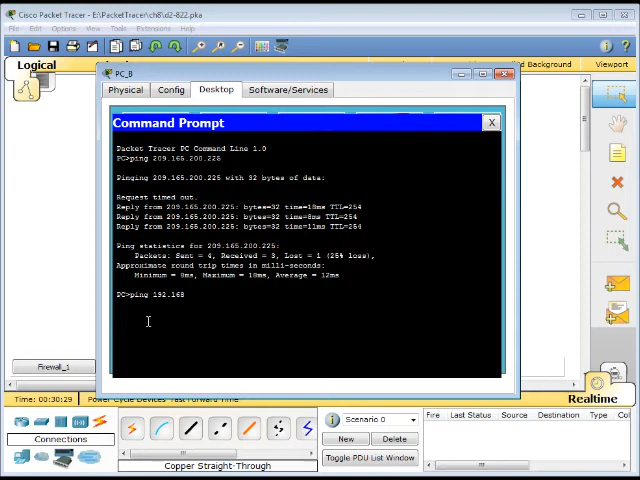 Cisco Packet Tracer - E:\PacketTracer\ch8\d2-822.pka
File Edit Options View Tools Extensions Help
Logical
d Background
Viewport
PC_B
Physical
Config
Desktop
Software/Services
Command Prompt
X
Packet Tracer PC Command Line 1.0
PC>ping 209.165.200.225
Pinging 209.165.200.225 with 32 bytes of data:
Request timed out.
Reply from 209.165.200.225: bytes=32 time=18ms TTL=254
Reply from 209.165.200.225: bytes=32 time=8ms TTL=254
Reply from 209.165.200.225: bytes=32 time=11ms TTL=254
Ping statistics for 209.165.200.225:
Packets: Sent = 4, Received = 3, Lost = 1 (25% loss),
Approximate round trip times in milli-seconds:
Minimum = 8ms, Maximum = 18ms, Average = 12ms
PC>ping 192.168
Firewall_1
Time: 00:30:29
Power Cycle Devices Fast Forward Time
Realtime
Connections
Copper Straight-Through
Scenario 0
New
Delete
Toggle PDU List Window
Fire
Last Status
Source
Destination
Type
Col